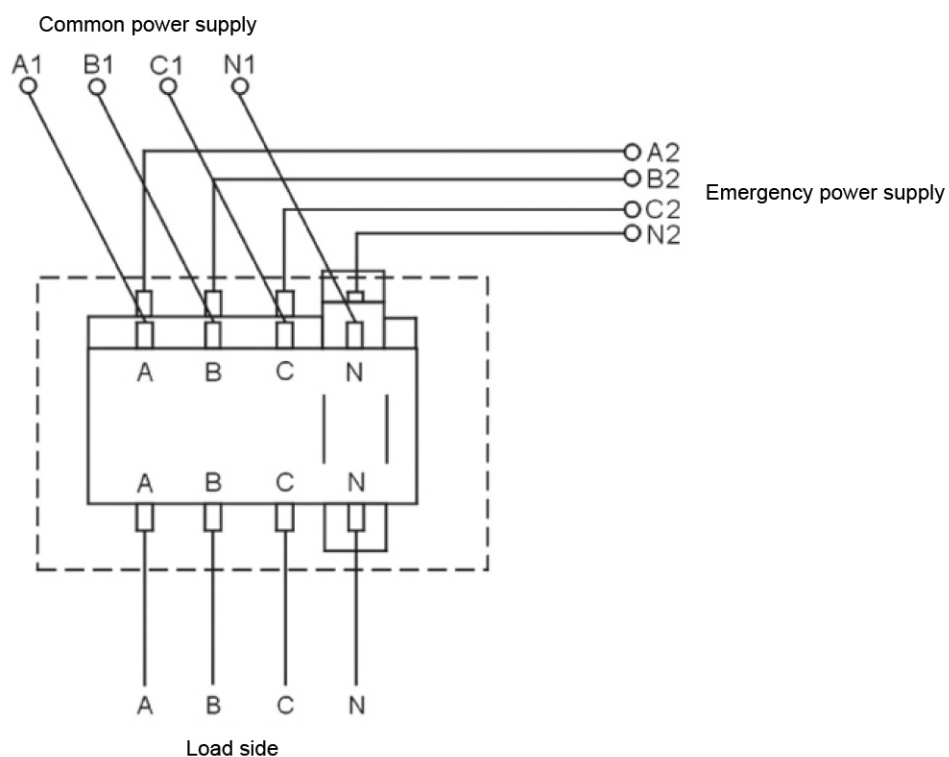 Common power supply
A1 B1 C1 N1
A2
B2
Emergency power supply
C2
N2
A B C N
A B C N
A B C N
Load side